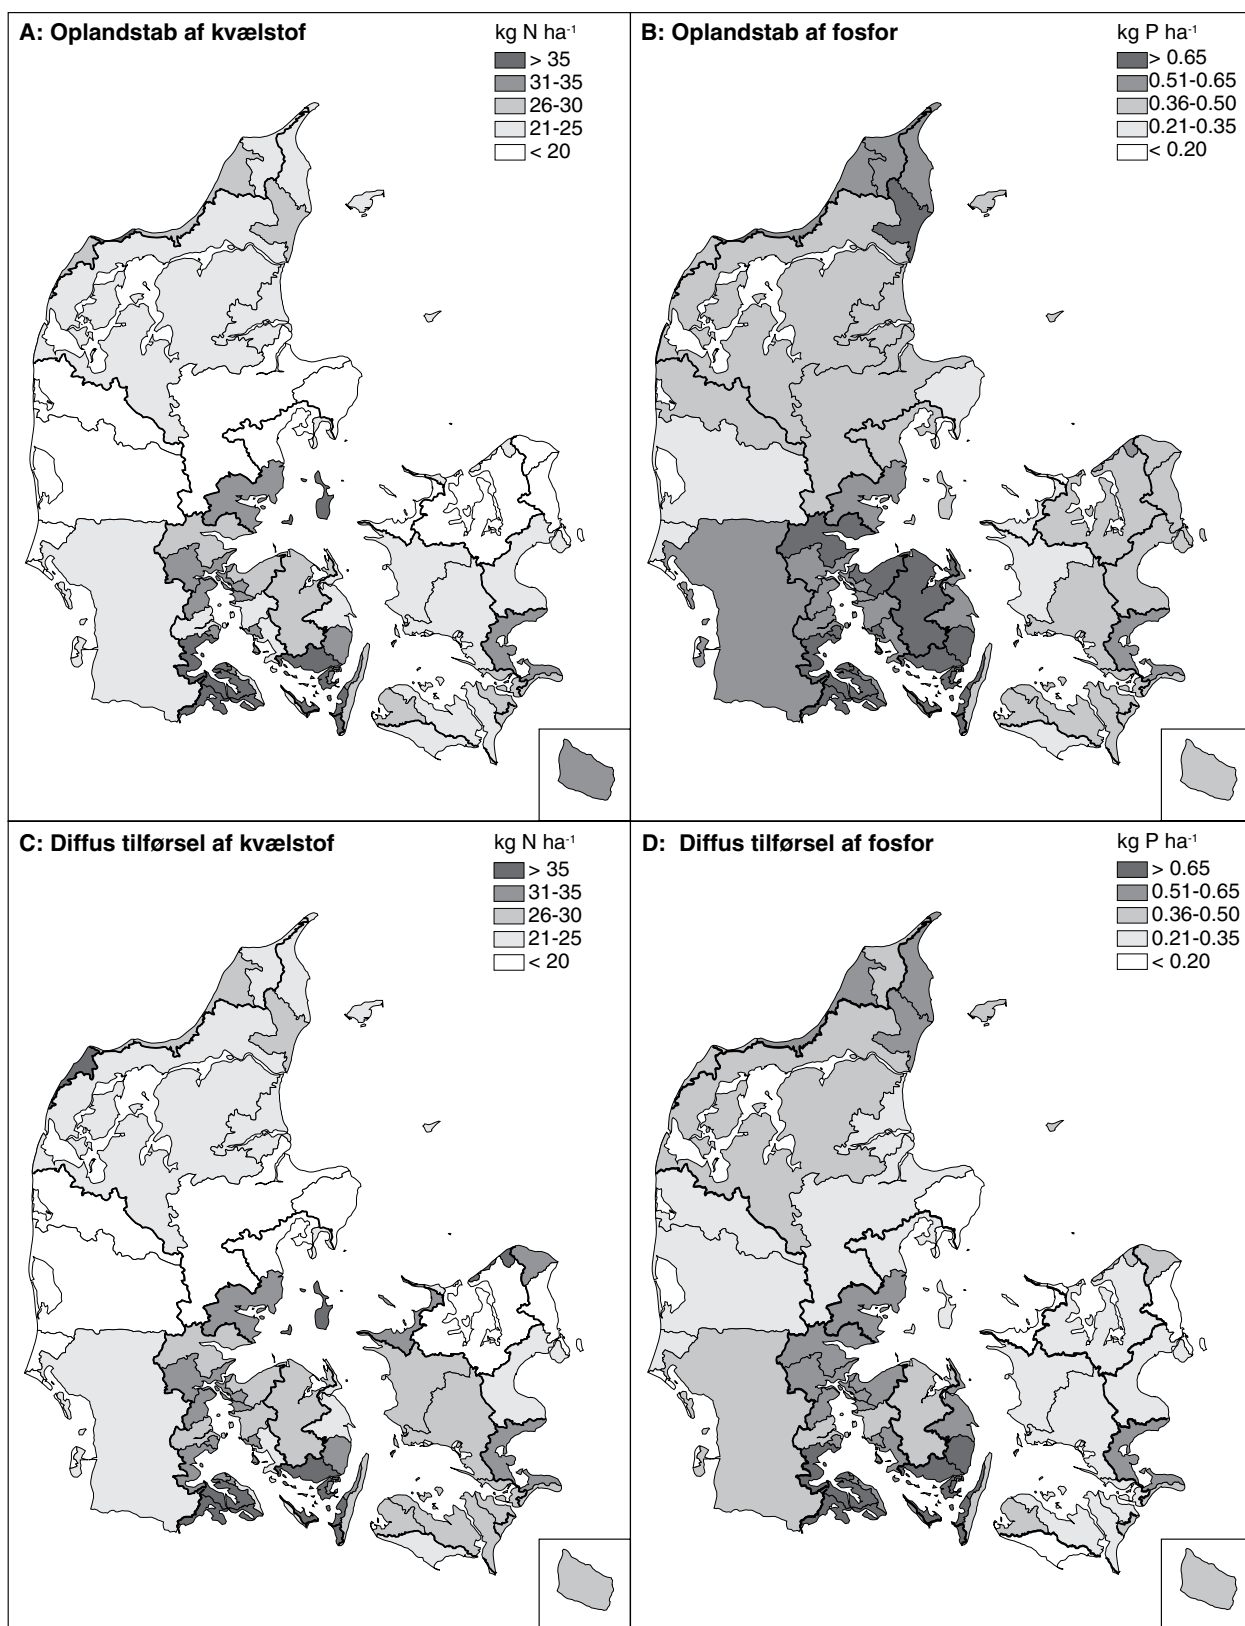 A: Oplandstab af kvælstof
kg N ha-1
> 35
31-35
26-30
21-25
< 20
B: Oplandstab af fosfor
kg P ha-1
> 0.65
0.51-0.65
0.36-0.50
0.21-0.35
< 0.20
C: Diffus tilførsel af kvælstof
kg N ha-1
> 35
31-35
26-30
21-25
< 20
D: Diffus tilførsel af fosfor
kg P ha-1
> 0.65
0.51-0.65
0.36-0.50
0.21-0.35
< 0.20